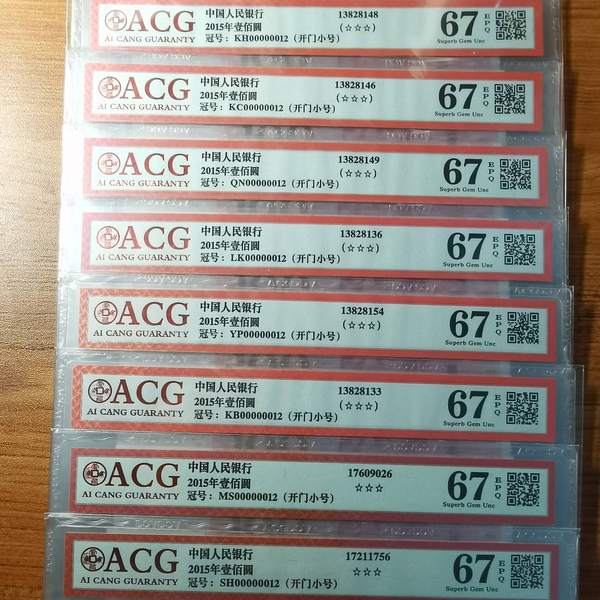 ACG 中国人民银行 13828148 67 EPQ
AI CANG GUARANTY 2015年壹佰圆 (☆☆☆) Superb Gem Unc
冠号：KH00000012（开门小号）
ACG 中国人民银行 13828146 67 EPQ
AI CANG GUARANTY 2015年壹佰圆 (☆☆☆) Superb Gem Unc
冠号：KC00000012（开门小号）
ACG 中国人民银行 13828149 67 EPQ
AI CANG GUARANTY 2015年壹佰圆 (☆☆☆) Superb Gem Unc
冠号：QN00000012（开门小号）
ACG 中国人民银行 13828136 67 EPQ
AI CANG GUARANTY 2015年壹佰圆 (☆☆☆) Superb Gem Unc
冠号：LK00000012（开门小号）
ACG 中国人民银行 13828154 67 EPQ
AI CANG GUARANTY 2015年壹佰圆 (☆☆☆) Superb Gem Unc
冠号：YP00000012（开门小号）
ACG 中国人民银行 13828133 67 EPQ
AI CANG GUARANTY 2015年壹佰圆 (☆☆☆) Superb Gem Unc
冠号：KB00000012（开门小号）
ACG 中国人民银行 17609026 67 EPQ
AI CANG GUARANTY 2015年壹佰圆 ☆☆☆ Superb Gem Unc
冠号：MS00000012（开门小号）
ACG 中国人民银行 17211756 67 EPQ
AI CANG GUARANTY 2015年壹佰圆 ☆☆☆ Superb Gem Unc
冠号：SH00000012（开门小号）